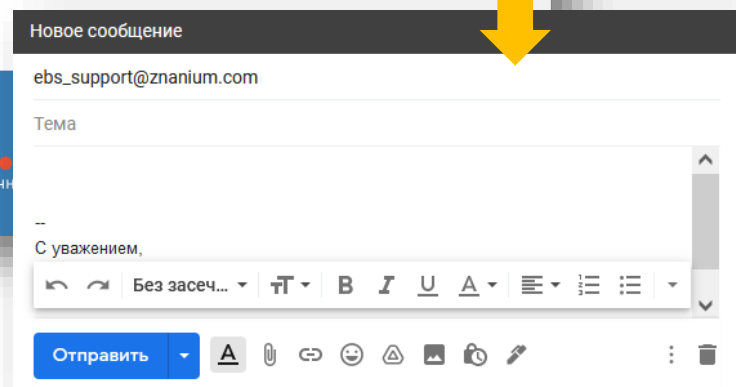 Новое сообщение
ebs_support@znanium.com
Тема
--
С уважением,
Без засеч...
Отправить